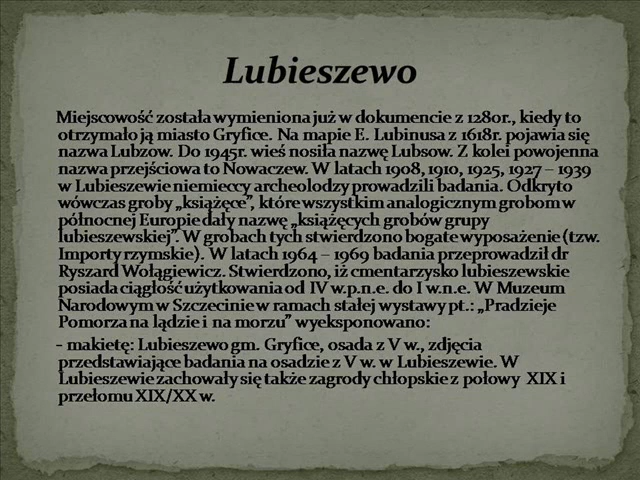 Lubieszewo
Miejscowość została wymieniona już w dokumencie z 1280r., kiedy to
otrzymało ją miasto Gryfice. Na mapie E. Lubinusa z 1618r. pojawia się
nazwa Lubzow. Do 1945r. wieś nosiła nazwę Lubsow. Z kolei powojenna
nazwa przejściowa to Nowaczew. W latach 1908, 1910, 1925, 1927 – 1939
w Lubieszewie niemieccy archeolodzy prowadzili badania. Odkryto
wówczas groby „książęce”, które wszystkim analogicznym grobom w
północnej Europie dały nazwę „książęcych grobów grupy
lubieszewskiej”. W grobach tych stwierdzono bogate wyposażenie (tzw.
Importy rzymskie). W latach 1964 – 1969 badania przeprowadził dr
Ryszard Wołągiewicz. Stwierdzono, iż cmentarzysko lubieszewskie
posiada ciągłość użytkowania od IV w.p.n.e. do I w.n.e. W Muzeum
Narodowym w Szczecinie w ramach stałej wystawy pt.: „Pradzieje
Pomorza na lądzie i na morzu” wyeksponowano:
- makietę: Lubieszewo gm. Gryfice, osada z V w., zdjęcia
przedstawiające badania na osadzie z V w. w Lubieszewie. W
Lubieszewie zachowały się także zagrody chłopskie z połowy XIX i
przełomu XIX/XX w.